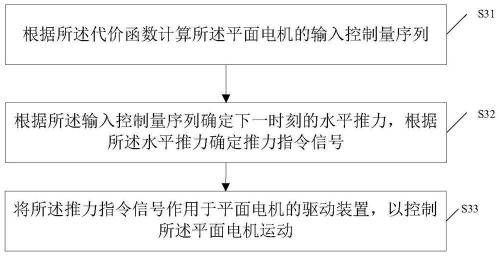 根据所述代价函数计算所述平面电机的输入控制量序列
S31
根据所述输入控制量序列确定下一时刻的水平推力，根据
所述水平推力确定推力指令信号
S32
将所述推力指令信号作用于平面电机的驱动装置，以控制
所述平面电机运动
S33